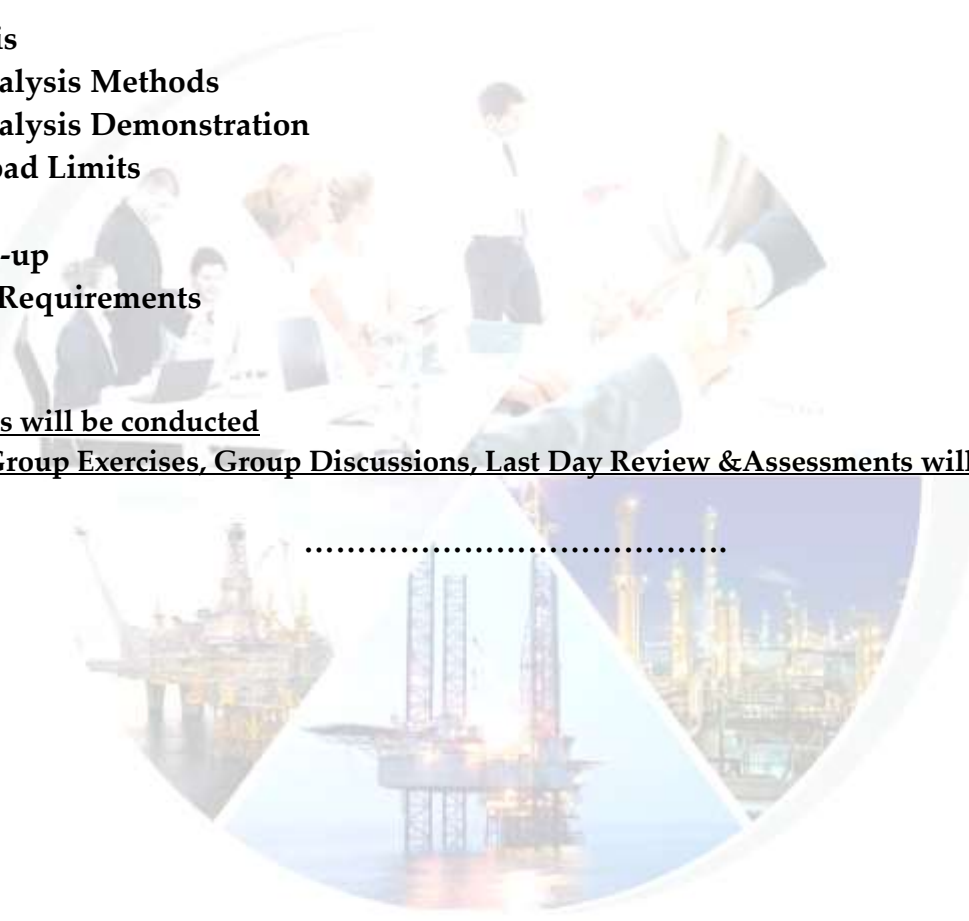 is
alysis Methods
alysis Demonstration
oad Limits
-up
Requirements
s will be conducted
Group Exercises, Group Discussions, Last Day Review &Assessments will
………………………………….